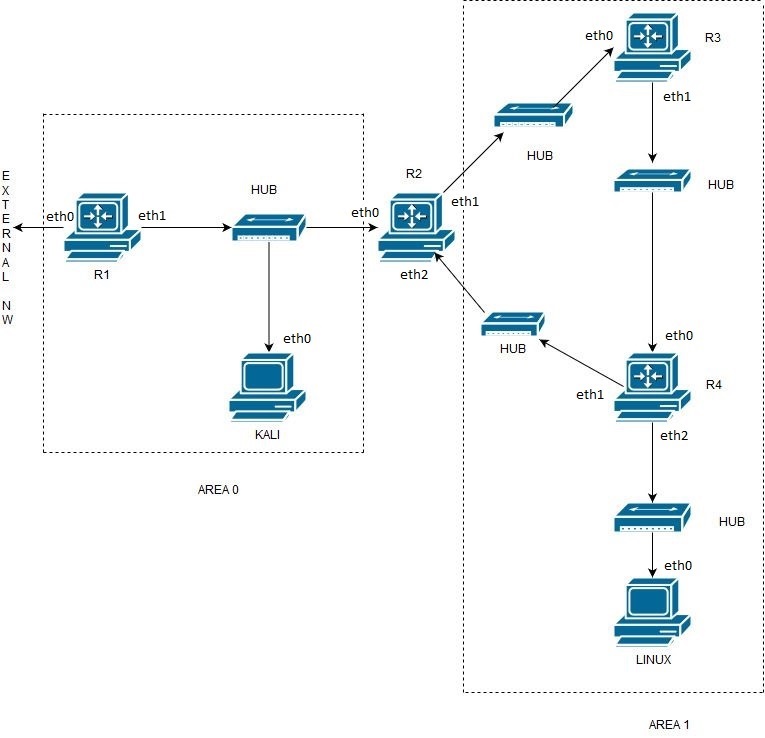 EXTERNAL NW
eth0
eth1
R1
HUB
eth0
KALI
AREA 0
eth0
R2
eth1
eth2
HUB
eth0
R3
eth1
HUB
HUB
eth0
R4
eth1
eth2
HUB
eth0
LINUX
AREA 1